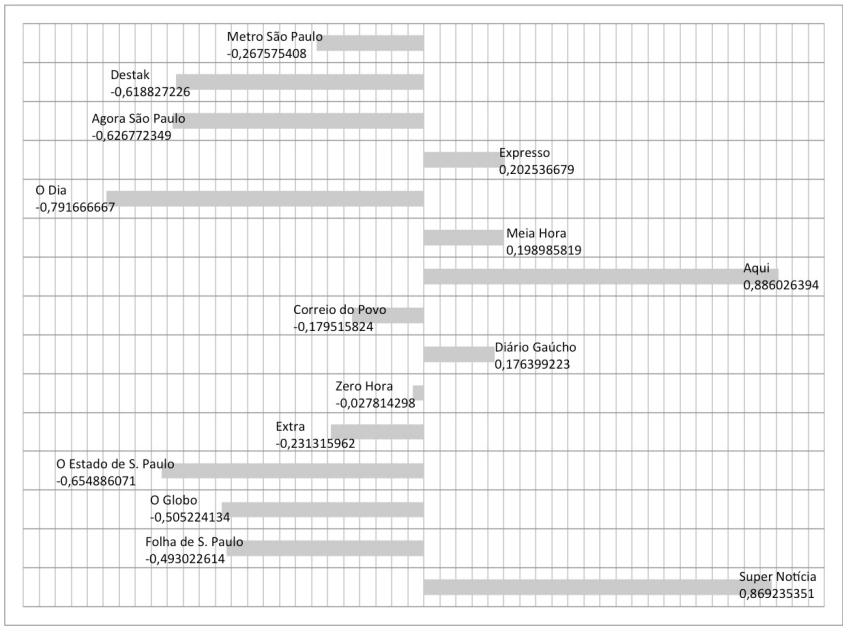 Metro São Paulo
-0,267575408
Destak
-0,618827226
Agora São Paulo
-0,626772349
Expresso
0,202536679
O Dia
-0,791666667
Meia Hora
0,198985819
Aqui
0,886026394
Correio do Povo
-0,179515824
Diário Gaúcho
0,176399223
Zero Hora
-0,027814298
Extra
-0,231315962
O Estado de S. Paulo
-0,654886071
O Globo
-0,505224134
Folha de S. Paulo
-0,493022614
Super Notícia
0,869235351